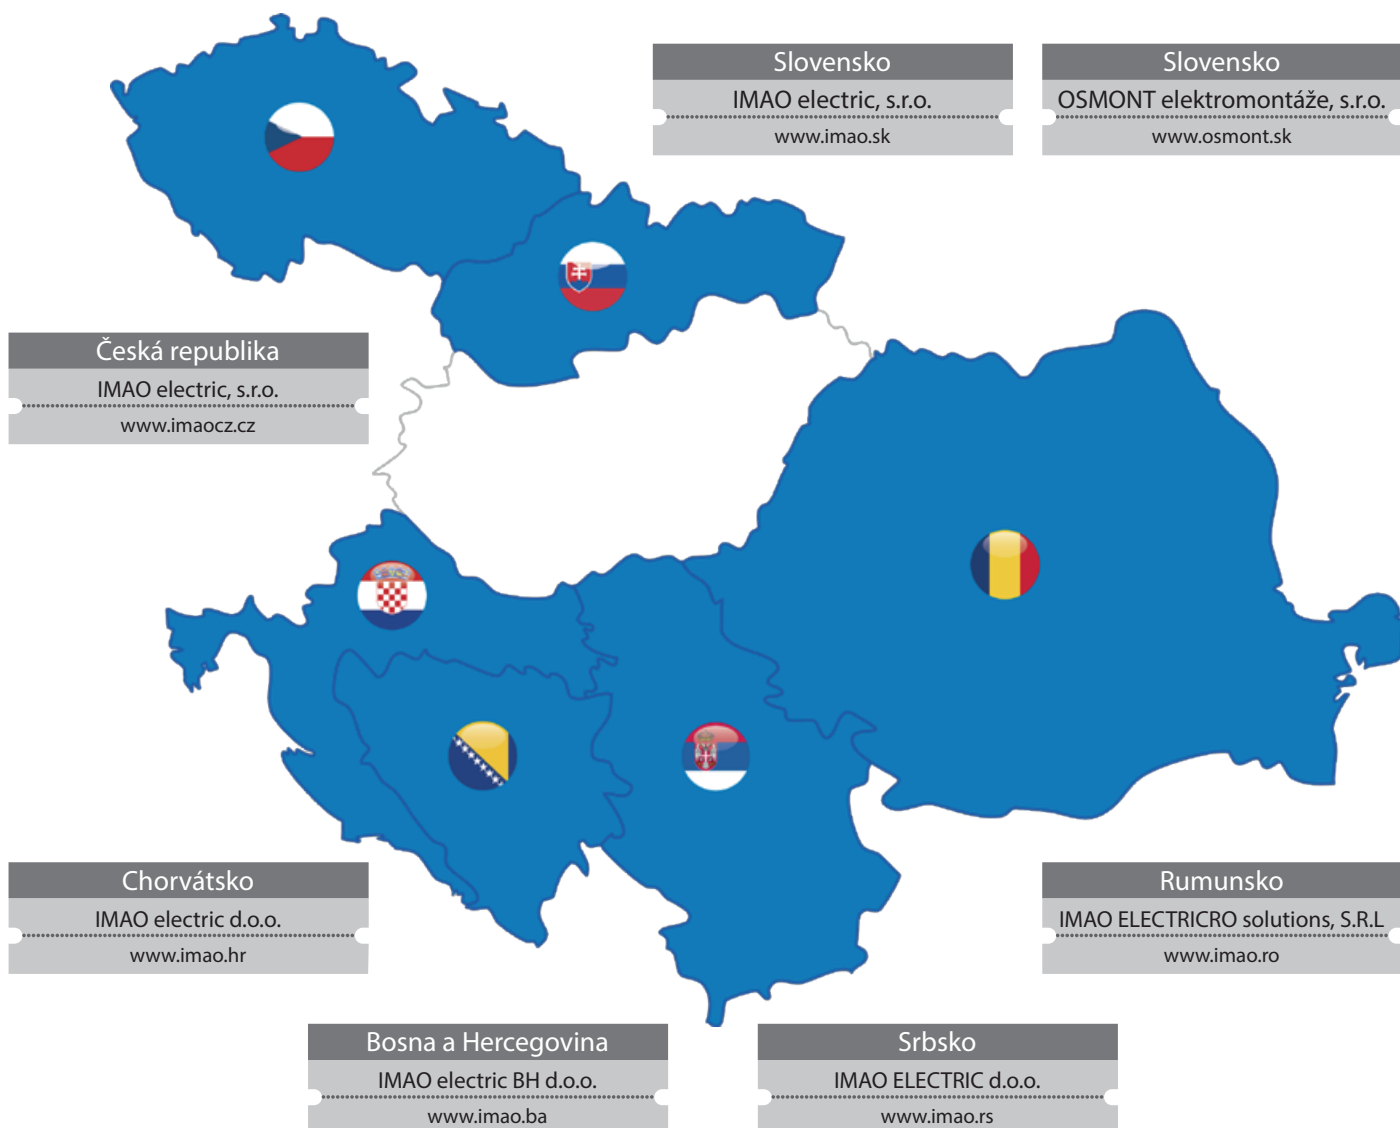 Slovensko
IMAO electric, s.r.o.
www.imao.sk
Slovensko
OSMONT elektromontáže, s.r.o.
www.osmont.sk
Česká republika
IMAO electric, s.r.o.
www.imaocz.cz
Chorvátsko
IMAO electric d.o.o.
www.imao.hr
Rumunsko
IMAO ELECTRICRO solutions, S.R.L
www.imao.ro
Bosna a Hercegovina
IMAO electric BH d.o.o.
www.imao.ba
Srbsko
IMAO ELECTRIC d.o.o.
www.imao.rs